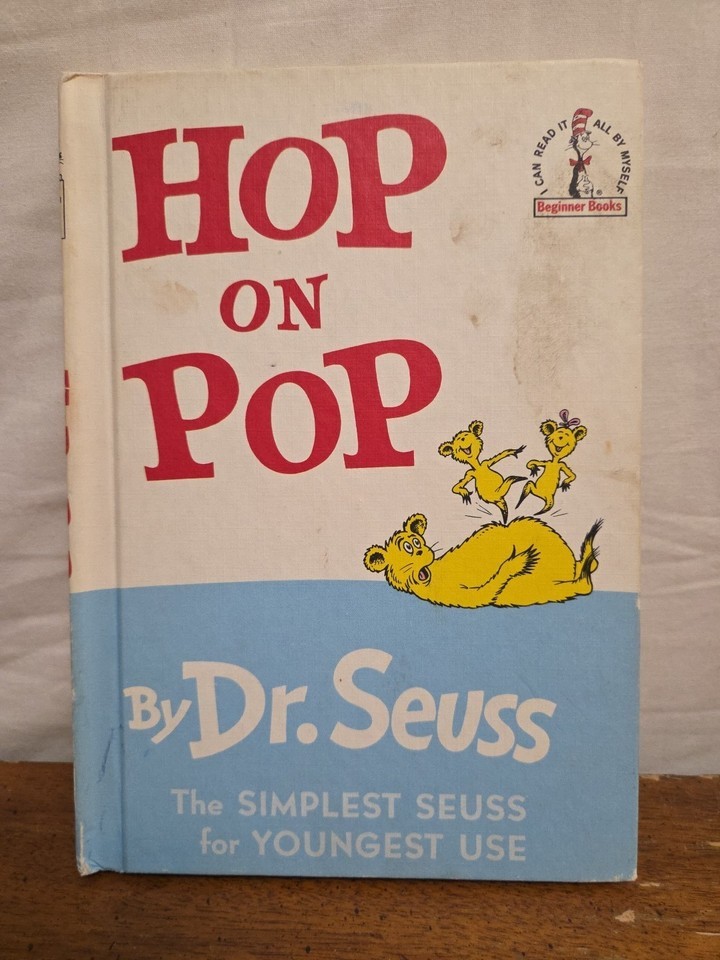 HOP
ON
POP
I CAN READ IT ALL BY MYSELF
Beginner Books
By Dr. Seuss
The SIMPLEST SEUSS
for YOUNGEST USE